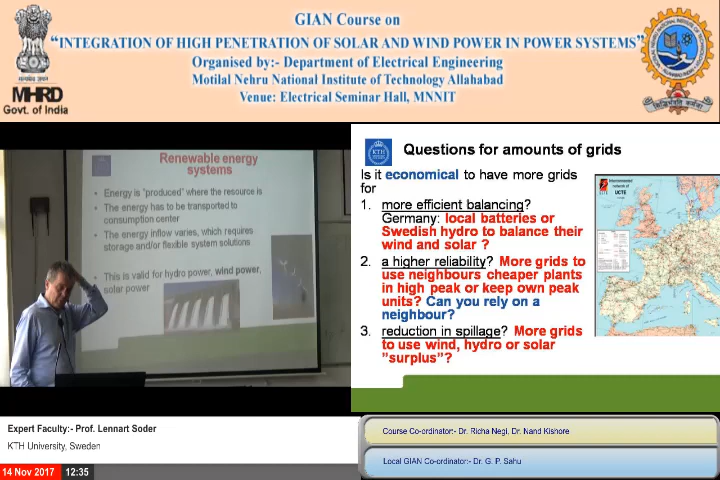 GIAN Course on
"INTEGRATION OF HIGH PENETRATION OF SOLAR AND WIND POWER IN POWER SYSTEMS"
Organised by:- Department of Electrical Engineering
Motilal Nehru National Institute of Technology Allahabad
Venue: Electrical Seminar Hall, MNNIT
MHRD
Govt. of India
Renewable energy
systems
• Energy is "produced" where the resource is
• The energy has to be transported to
consumption center
• The energy inflow varies, which requires
storage and/or flexible system solutions
• This is valid for hydro power, wind power,
solar power
KTH
Questions for amounts of grids
Is it economical to have more grids
for
1. more efficient balancing?
Germany: local batteries or
Swedish hydro to balance their
wind and solar ?
2. a higher reliability? More grids to
use neighbours cheaper plants
in high peak or keep own peak
units? Can you rely on a
neighbour?
3. reduction in spillage? More grids
to use wind, hydro or solar
"surplus"?
network of
UCTE
Expert Faculty:- Prof. Lennart Soder
KTH University, Sweden
14 Nov 2017 12:35
Course Co-ordinator:- Dr. Richa Negi, Dr. Nand Kishore
Local GIAN Co-ordinator:- Dr. G. P. Sahu